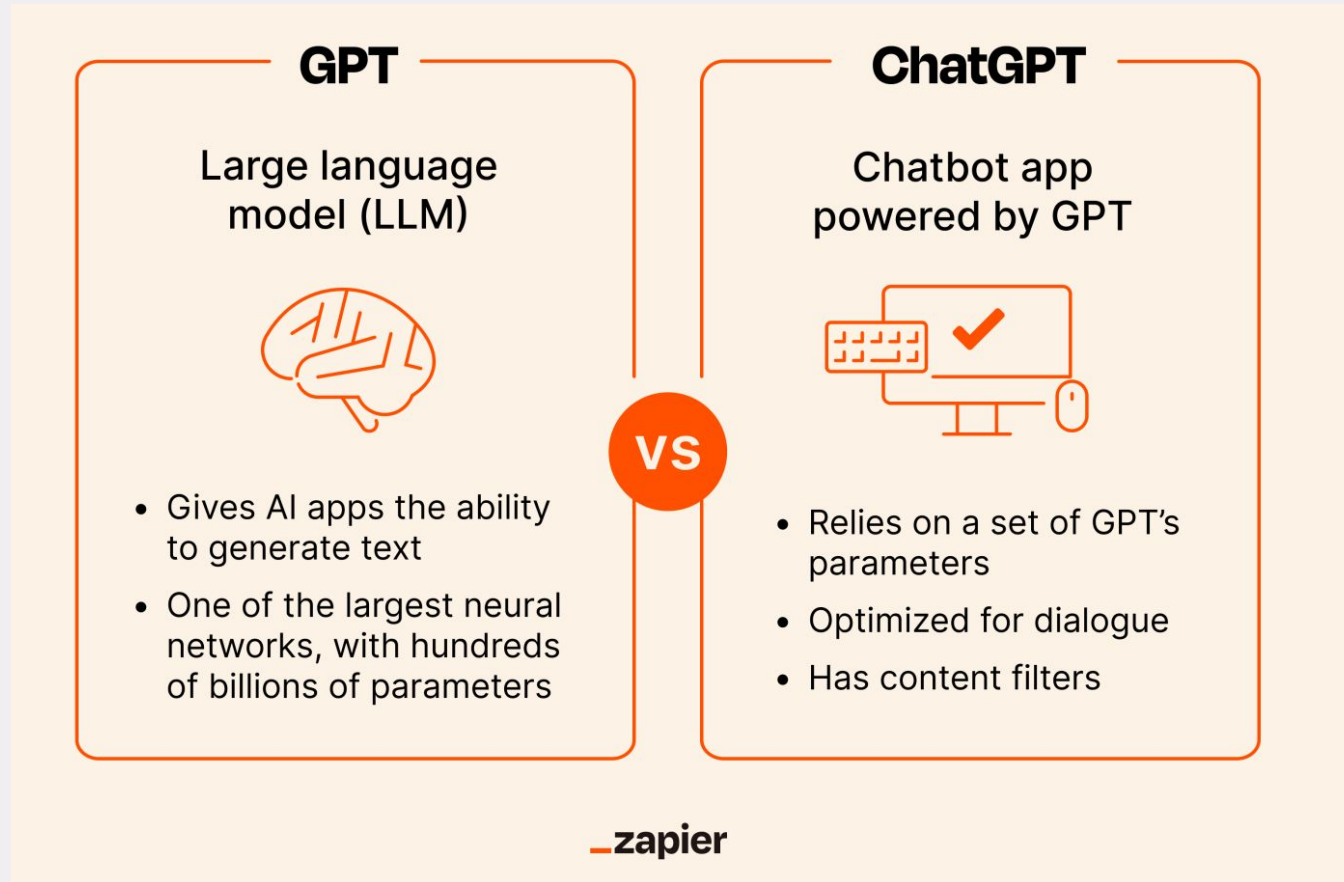 GPT
Large language
model (LLM)
• Gives AI apps the ability
to generate text
• One of the largest neural
networks, with hundreds
of billions of parameters
vs
ChatGPT
Chatbot app
powered by GPT
• Relies on a set of GPT’s
parameters
• Optimized for dialogue
• Has content filters
_zapier